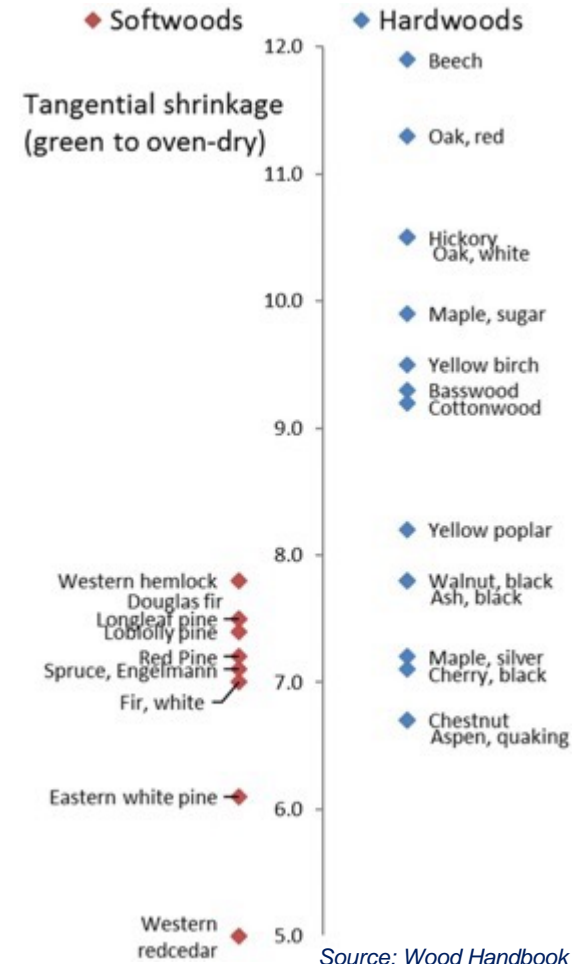 Softwoods
Hardwoods
Tangential shrinkage
(green to oven-dry)
12.0
11.0
10.0
9.0
8.0
7.0
6.0
5.0
Western hemlock
Douglas fir
Longleaf pine
Loblolly pine
Red Pine
Spruce, Engelmann
Fir, white
Eastern white pine
Western
redcedar
Beech
Oak, red
Hickory
Oak, white
Maple, sugar
Yellow birch
Basswood
Cottonwood
Yellow poplar
Walnut, black
Ash, black
Maple, silver
Cherry, black
Chestnut
Aspen, quaking
Source: Wood Handbook